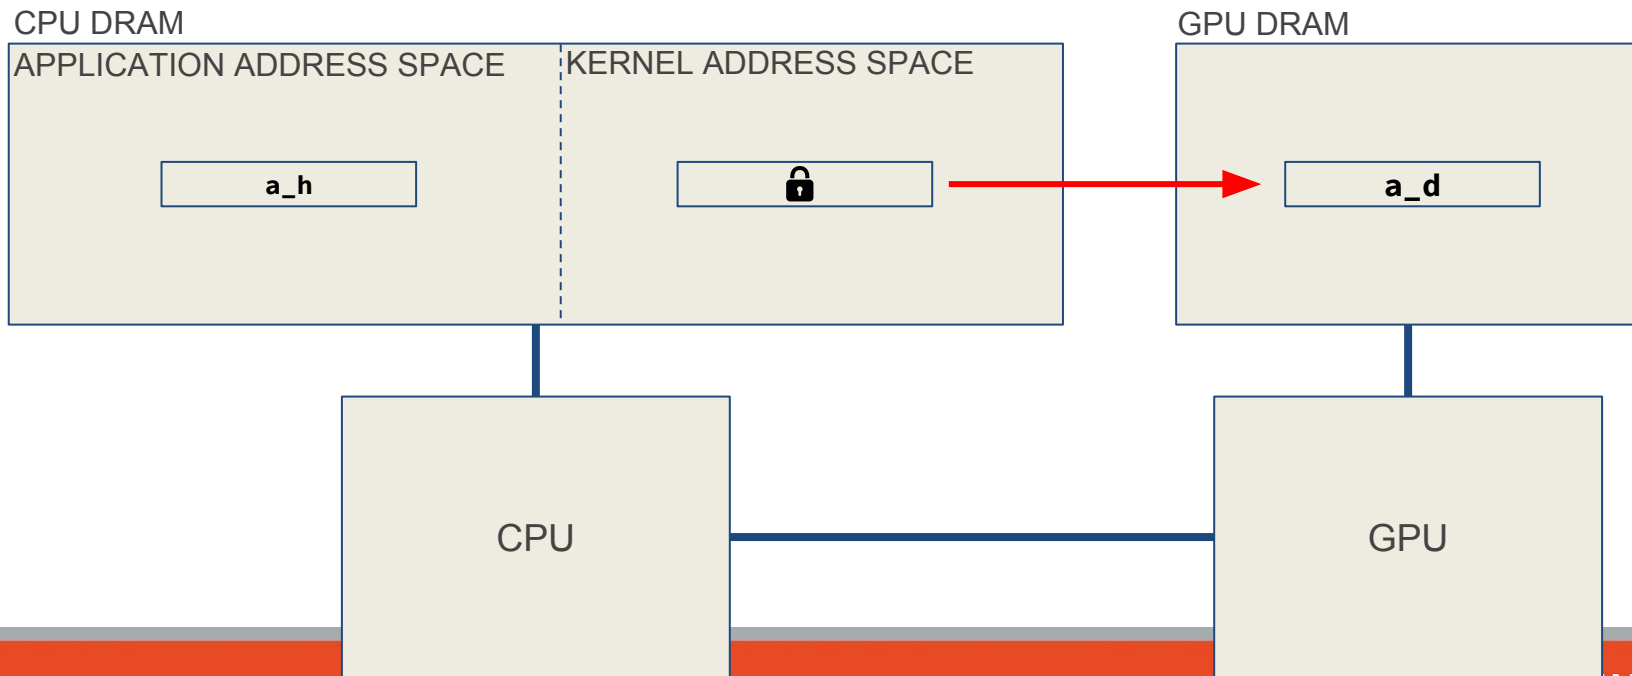 CPU DRAM
GPU DRAM
APPLICATION ADDRESS SPACE
KERNEL ADDRESS SPACE
a_h
a_d
CPU
GPU